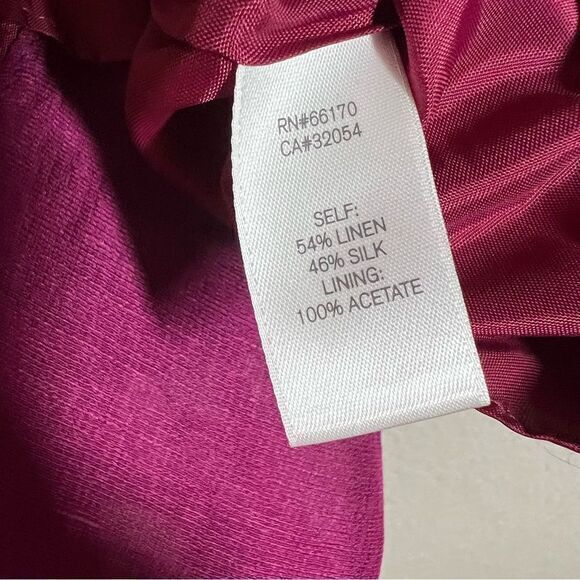 RN#66170
CA#32054
SELF:
54% LINEN
46% SILK
LINING:
100% ACETATE